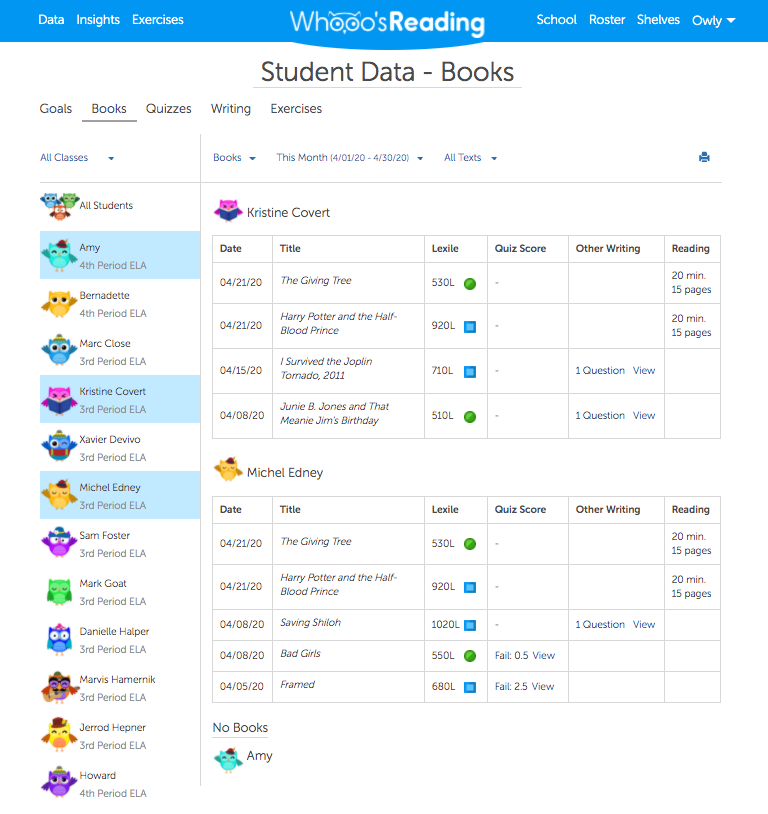 Data Insights Exercises Whooo'sReading School Roster Shelves Owly
Student Data - Books
Goals Books Quizzes Writing Exercises
All Classes Books This Month (4/01/20 - 4/30/20) All Texts
All Students
Amy
4th Period ELA
Bernadette
4th Period ELA
Marc Close
3rd Period ELA
Kristine Covert
3rd Period ELA
Xavier Devivo
3rd Period ELA
Michel Edney
3rd Period ELA
Sam Foster
3rd Period ELA
Mark Goat
3rd Period ELA
Danielle Halper
3rd Period ELA
Marvis Hamernik
3rd Period ELA
Jerrod Hepner
3rd Period ELA
Howard
4th Period ELA
Kristine Covert
Date Title Lexile Quiz Score Other Writing Reading
04/21/20 The Giving Tree 530L - 20 min.
15 pages
04/21/20 Harry Potter and the Half-
Blood Prince 920L - 20 min.
15 pages
04/15/20 I Survived the Joplin
Tornado, 2011 710L - 1 Question View
04/08/20 Junie B. Jones and That
Meanie Jim's Birthday 510L - 1 Question View
Michel Edney
Date Title Lexile Quiz Score Other Writing Reading
04/21/20 The Giving Tree 530L - 20 min.
15 pages
04/21/20 Harry Potter and the Half-
Blood Prince 920L - 20 min.
15 pages
04/08/20 Saving Shiloh 1020L - 1 Question View
04/08/20 Bad Girls 550L Fail: 0.5 View
04/05/20 Framed 680L Fail: 2.5 View
No Books
Amy